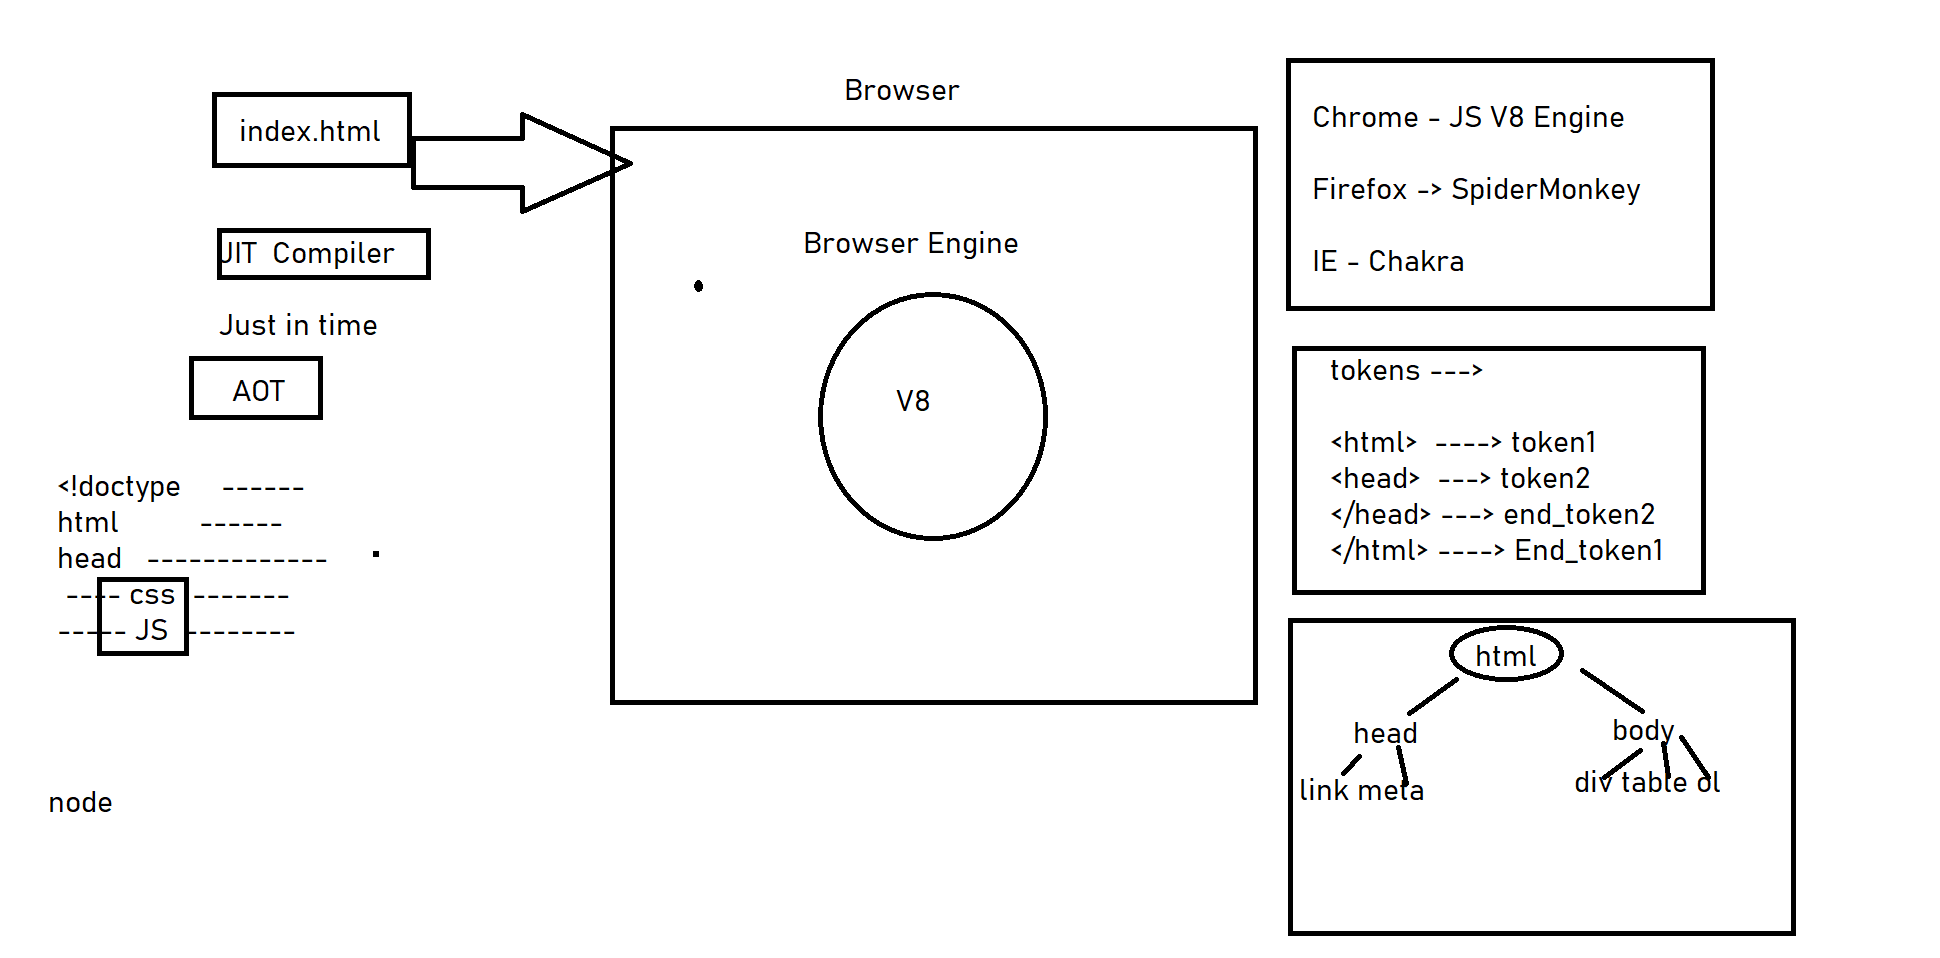 index.html
JIT  Compiler
Just in time
AOT
<!doctype     ------
html          ------
head   -------------
---- css  -------
----- JS  --------
node
Browser
Browser Engine
V8
Chrome - JS V8 Engine
Firefox -> SpiderMonkey
IE - Chakra
tokens --->
<html>  ----> token1
<head>  ---> token2
</head> ---> end_token2
</html> ----> End_token1
html
head
body
link meta
div table ol